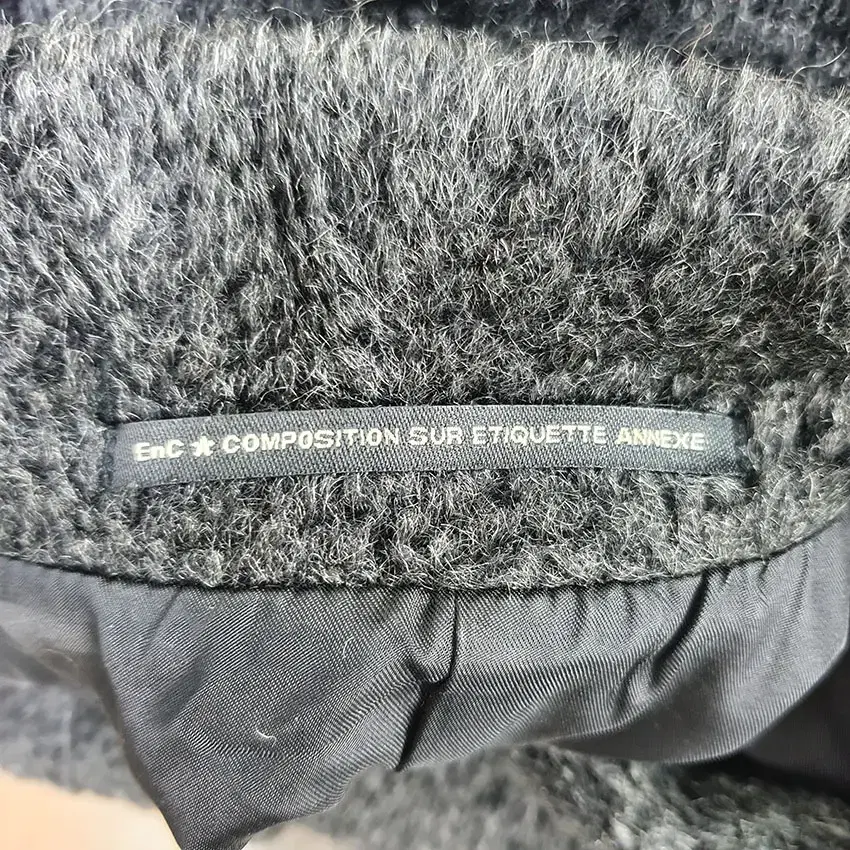 EnC ★ COMPOSITION SUR ETIQUETTE ANNEXE